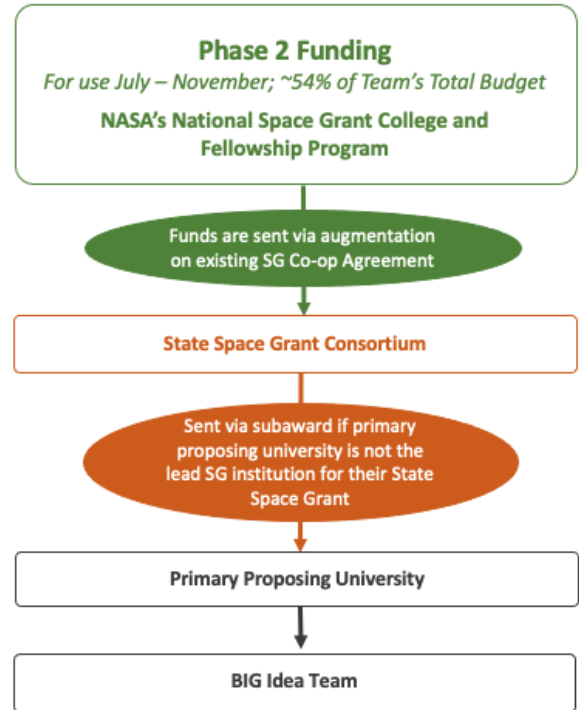 Phase 2 Funding
For use July – November; ~54% of Team's Total Budget
NASA's National Space Grant College and
Fellowship Program
Funds are sent via augmentation
on existing SG Co-op Agreement
State Space Grant Consortium
Sent via subaward if primary
proposing university is not the
lead SG institution for their State
Space Grant
Primary Proposing University
BIG Idea Team